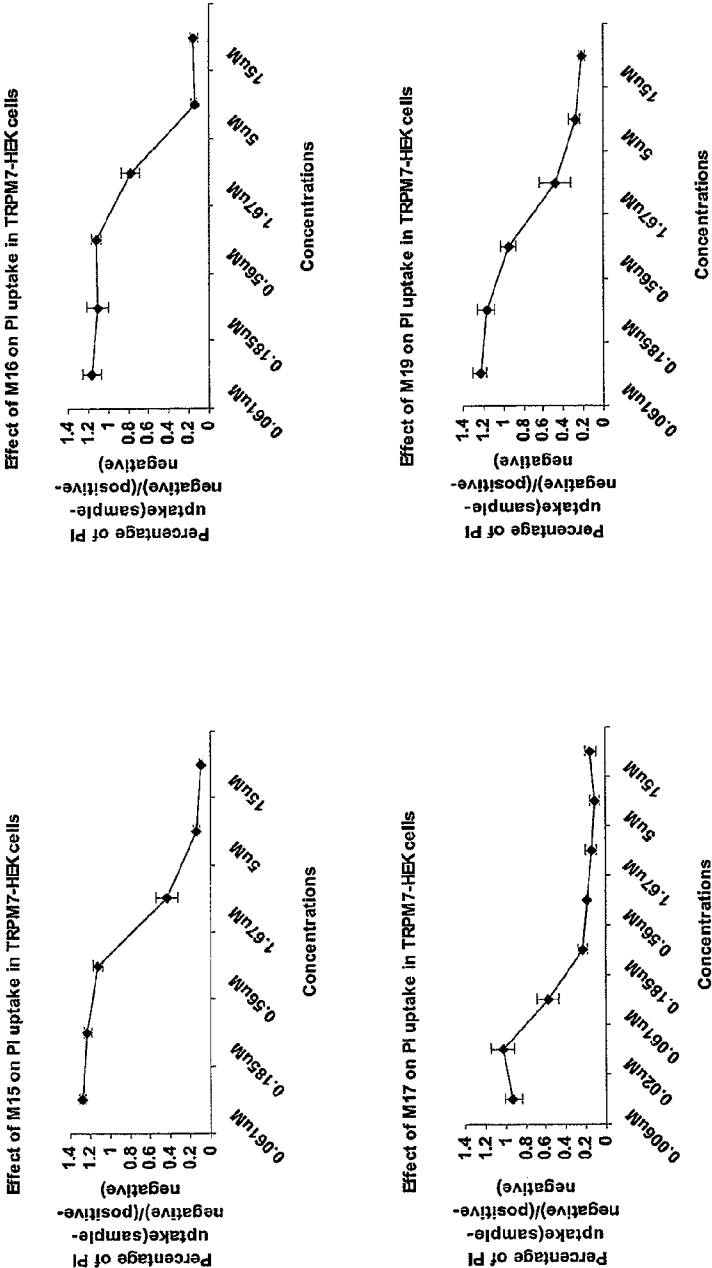 Effect of M15 on PI uptake in TRPM7-HEK cells
Percentage of PI
uptake(sample-
negative)/(positive-
negative)
1.4
1.2
1
0.8
0.6
0.4
0.2
0
0.061uM
0.185uM
0.56uM
1.67uM
5uM
15uM
Concentrations
Effect of M16 on PI uptake in TRPM7-HEK cells
Percentage of PI
uptake(sample-
negative)/(positive-
negative)
1.4
1.2
1
0.8
0.6
0.4
0.2
0
0.061uM
0.185uM
0.56uM
1.67uM
5uM
15uM
Concentrations
Effect of M17 on PI uptake in TRPM7-HEK cells
Percentage of PI
uptake(sample-
negative)/(positive-
negative)
1.4
1.2
1
0.8
0.6
0.4
0.2
0
0.006uM
0.02uM
0.061uM
0.185uM
0.56uM
1.67uM
5uM
15uM
Concentrations
Effect of M19 on PI uptake in TRPM7-HEK cells
Percentage of PI
uptake(sample-
negative)/(positive-
negative)
1.4
1.2
1
0.8
0.6
0.4
0.2
0
0.061uM
0.185uM
0.56uM
1.67uM
5uM
15uM
Concentrations